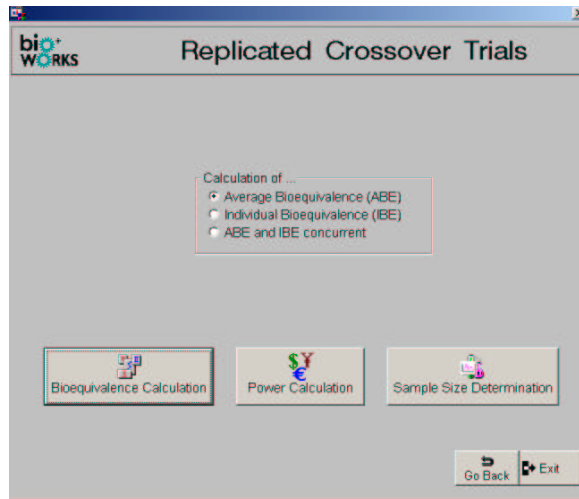 bio+
WORKS
Replicated Crossover Trials
Calculation of ...
Average Bioequivalence (ABE)
Individual Bioequivalence (IBE)
ABE and IBE concurrent
Bioequivalence Calculation
$ ¥
€
Power Calculation
Sample Size Determination
Go Back
Exit